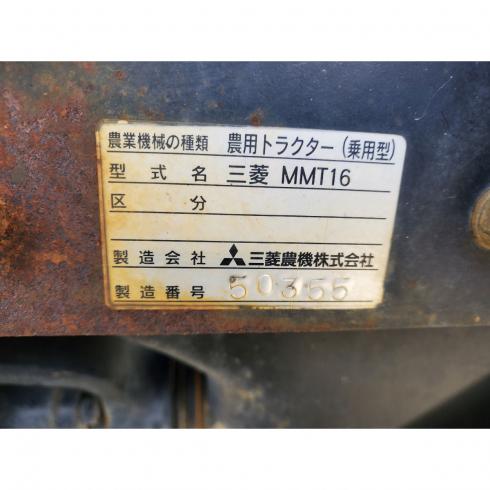 農業機械の種類 農用トラクター(乗用型)
型式名 三菱 MMT16
区分
製造会社 三菱農機株式会社
製造番号 50355